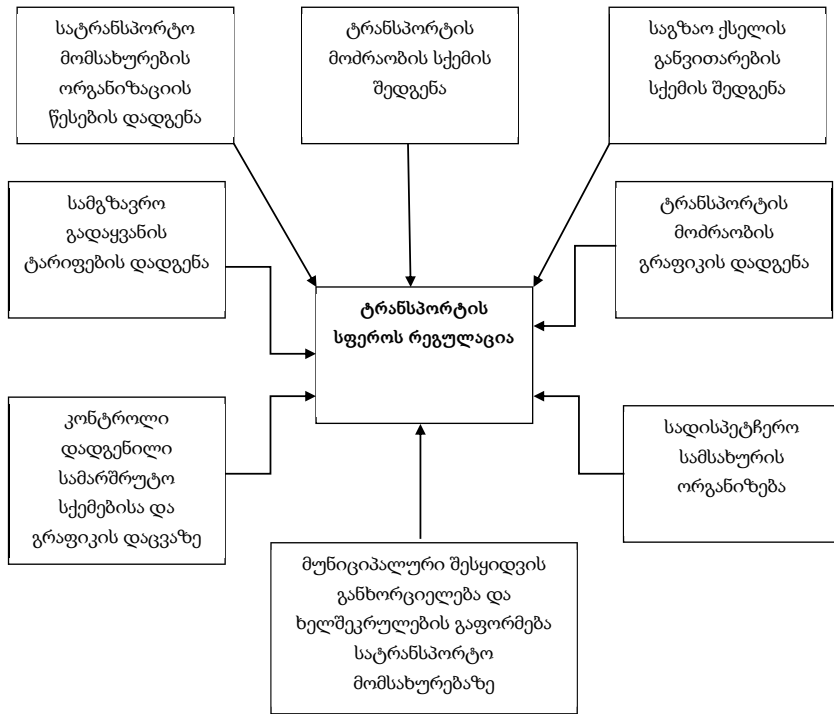 სატრანსპორტო
მომსახურების
ორგანიზაციის
წესების დადგენა
ტრანსპორტის
მოძრაობის სქემის
შედგენა
საგზაო ქსელის
განვითარების
სქემის შედგენა
სამგზავრო
გადაყვანის
ტარიფების დადგენა
ტრანსპორტის
მოძრაობის
გრაფიკის დადგენა
ტრანსპორტის
სფეროს რეგულაცია
კონტროლი
დადგენილი
სამარშრუტო
სქემებისა და
გრაფიკის დაცვაზე
სადისპეტჩერო
სამსახურის
ორგანიზება
მუნიციპალური შესყიდვის
განხორციელება და
ხელშეკრულების გაფორმება
სატრანსპორტო
მომსახურებაზე